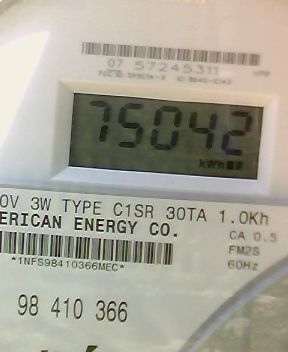 07 57245311
75042
kWh
0V 3W TYPE C1SR 30TA 1.0Kh
ERICAN ENERGY CO.
CA 0.5
FM2S
60Hz
*1NFS98410366MEC*
98 410 366